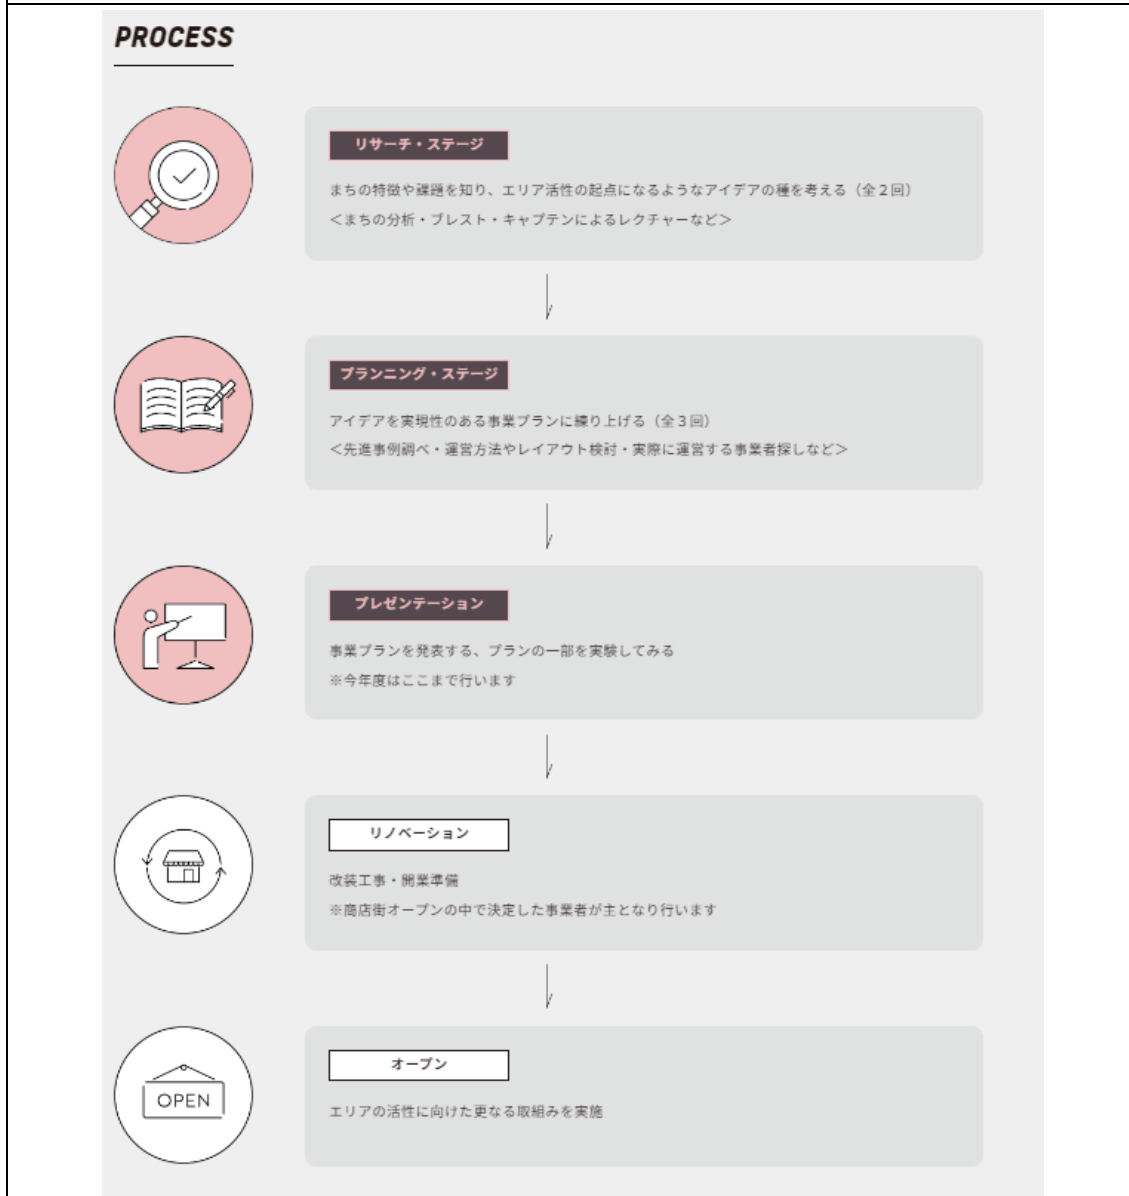 PROCESS
リサーチ・ステージ
まちの特徴や課題を知り、エリア活性の起点になるようなアイデアの種を考える（全２回）
＜まちの分析・ブレスト・キャプテンによるレクチャーなど＞
プランニング・ステージ
アイデアを実現性のある事業プランに練り上げる（全３回）
＜先進事例調べ・運営方法やレイアウト検討・実際に運営する事業者探しなど＞
プレゼンテーション
事業プランを発表する、プランの一部を実験してみる
※今年度はここまで行います
リノベーション
改装工事・開業準備
※商店街オープンの中で決定した事業者が主となり行います
オープン
OPEN
エリアの活性に向けた更なる取組みを実施